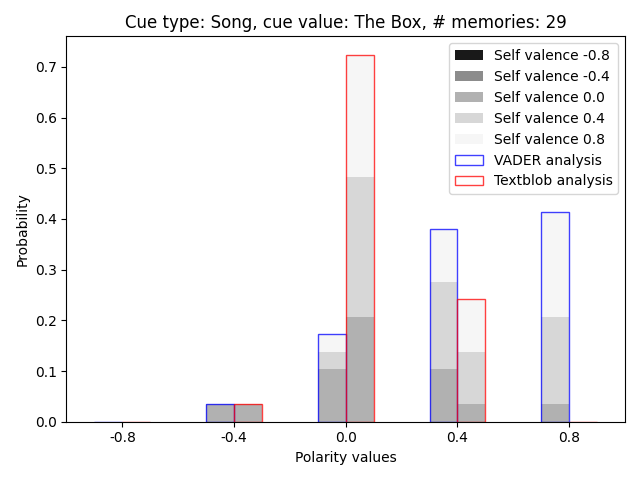 Cue type: Song, cue value: The Box, # memories: 29
Self valence -0.8
Self valence -0.4
Self valence 0.0
Self valence 0.4
Self valence 0.8
VADER analysis
Textblob analysis
Probability
0.7
0.6
0.5
0.4
0.3
0.2
0.1
0.0
-0.8 -0.4 0.0 0.4 0.8
Polarity values